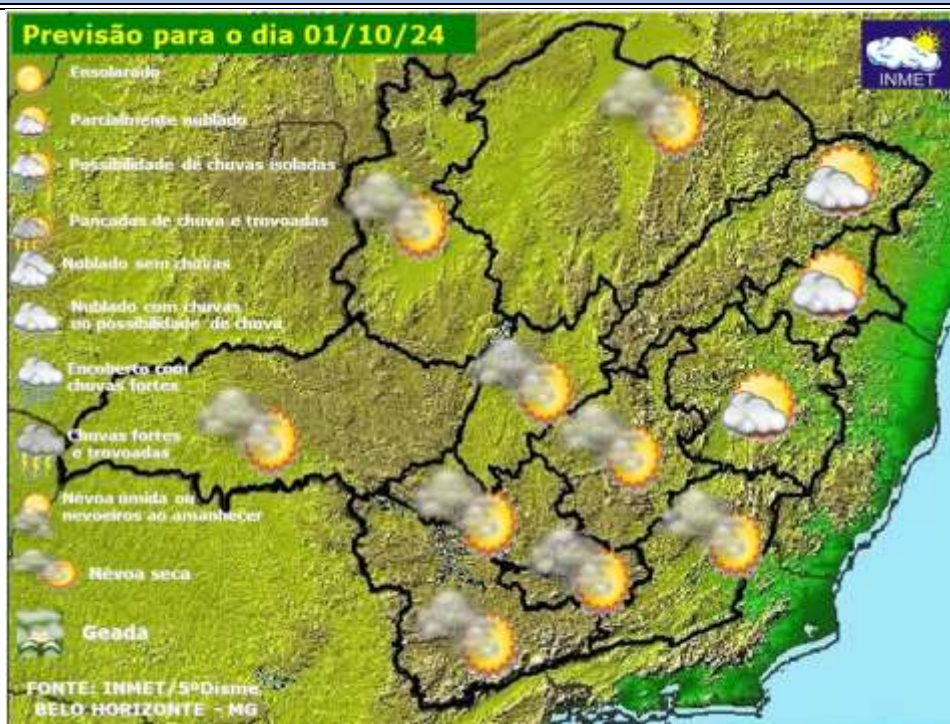 Previsão para o dia 01/10/24
INMET
Ensolarado
Parcialmente nublado
Possibilidade de chuvas isoladas
Pancadas de chuva e trovoadas
Nublado sem chuvas
Nublado com chuvas
ou possibilidade de chuva
Encoberto com
chuvas fortes
Chuvas fortes
e trovoadas
Névoa úmida ou
nevoeiros ao amanhecer
Névoa seca
Geada
FONTE: INMET/5ºDisme
BELO HORIZONTE - MG